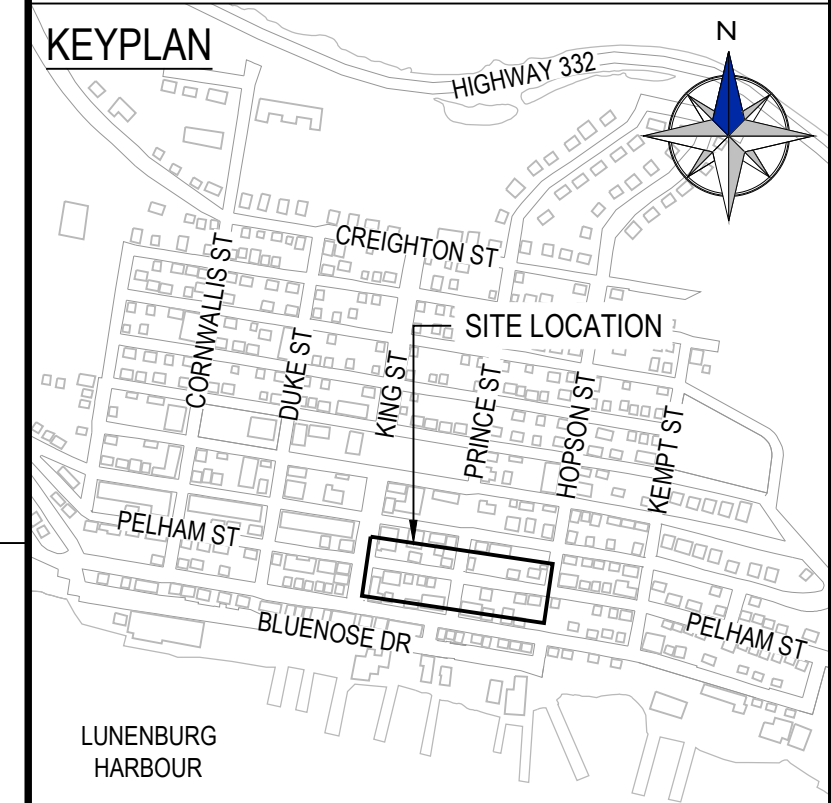 KEYPLAN
N
HIGHWAY 332
CREIGHTON ST
CORNWALLIS ST
DUKE ST
KING ST
SITE LOCATION
PRINCE ST
HOPSON ST
KEMPT ST
PELHAM ST
BLUENOSE DR
PELHAM ST
LUNENBURG
HARBOUR